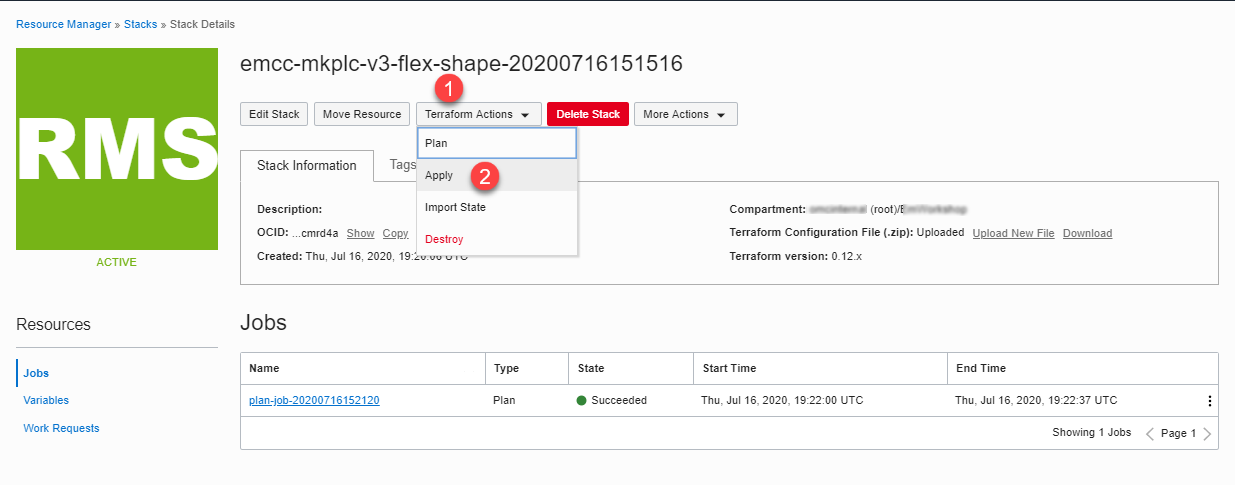 Resource Manager » Stacks » Stack Details
RMS
ACTIVE
emcc-mkplc-v3-flex-shape-20200716151516
1
Edit Stack Move Resource Terraform Actions Delete Stack More Actions
Plan
Apply 2
Import State
Destroy
Stack Information Tags
Description:
OCID: ...cmrd4a Show Copy
Created: Thu, Jul 16, 2020, UTC
Compartment: (root)/
Terraform Configuration File (.zip): Uploaded Upload New File Download
Terraform version: 0.12.x
Resources
Jobs
Variables
Work Requests
Jobs
Name Type State Start Time End Time
plan-job-20200716152120 Plan Succeeded Thu, Jul 16, 2020, 19:22:00 UTC Thu, Jul 16, 2020, 19:22:37 UTC
Showing 1 Jobs Page 1